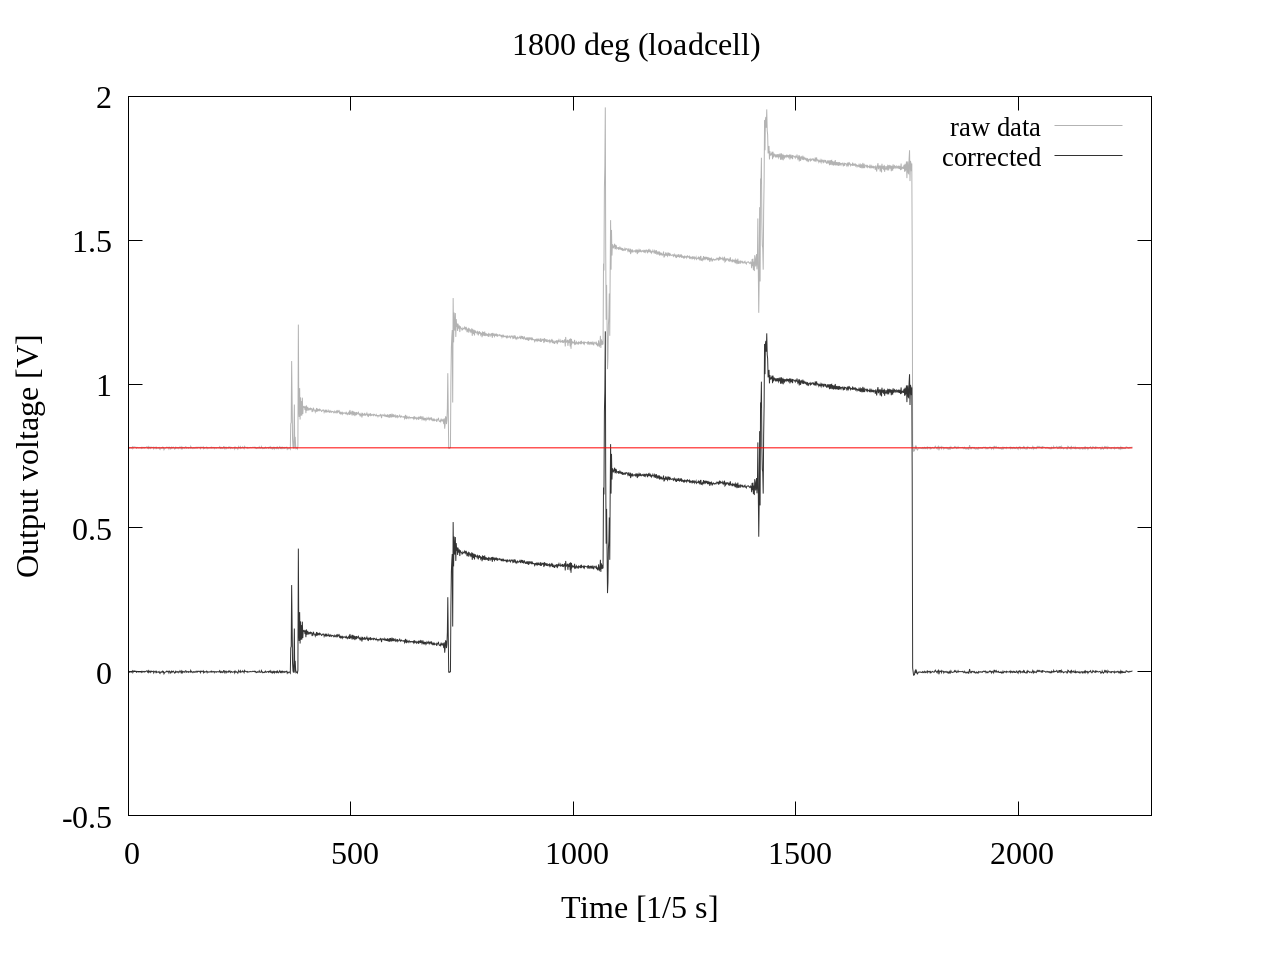 1800 deg (loadcell)
2
raw data
corrected
1.5
1
0.5
0
-0.5
Output voltage [V]
0 500 1000 1500 2000
Time [1/5 s]